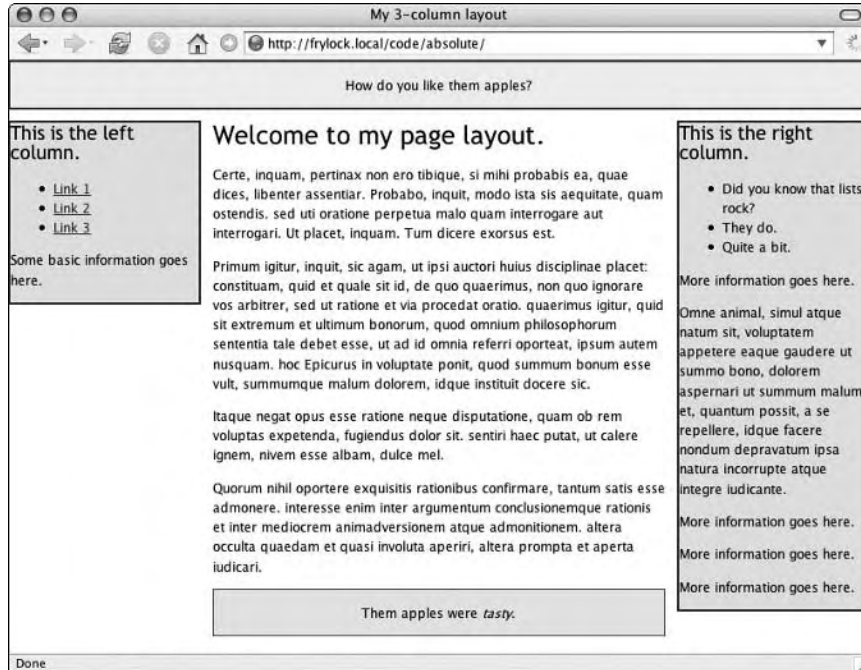 My 3-column layout
http://frylock.local/code/absolute/
How do you like them apples?
This is the left
column.
• Link 1
• Link 2
• Link 3
Some basic information goes
here.
Welcome to my page layout.
Certe, inquam, pertinax non ero tibique, si mihi probabis ea, quae
dices, libenter assentiar. Probabo, inquit, modo ista sis aequitate, quam
ostendis. sed uti oratione perpetua malo quam interrogare aut
interrogari. Ut placet, inquam. Tum dicere exorsus est.
Primum igitur, inquit, sic agam, ut ipsi auctori huius disciplinae placet:
constituam, quid et quale sit id, de quo quaerimus, non quo ignorare
vos arbitrer, sed ut ratione et via procedat oratio. quaerimus igitur, quid
sit extremum et ultimum bonorum, quod omnium philosophorum
sententia tale debet esse, ut ad id omnia referri oporteat, ipsum autem
nusquam. hoc Epicurus in voluptate ponit, quod summum bonum esse
vult, summumque malum dolorem, idque instituit docere sic.
Itaque negat opus esse ratione neque disputatione, quam ob rem
voluptas expetenda, fugiendus dolor sit. sentiri haec putat, ut calere
ignem, nivem esse albam, dulce mel.
Quorum nihil oportere exquisitis rationibus confirmare, tantum satis esse
admonere. interesse enim inter argumentum conclusionemque rationis
et inter mediocrem animadversionem atque admonitionem. altera
occulta quaedam et quasi involuta aperiri, altera prompta et aperta
iudicari.
Them apples were tasty.
This is the right
column.
• Did you know that lists
rock?
• They do.
• Quite a bit.
More information goes here.
Omne animal, simul atque
natum sit, voluptatem
appetere eaque gaudere ut
summo bono, dolorem
aspernari ut summum malum
et, quantum possit, a se
repellere, idque facere
nondum depravatum ipsa
natura incorrupte atque
integre iudicante.
More information goes here.
More information goes here.
More information goes here.
Done